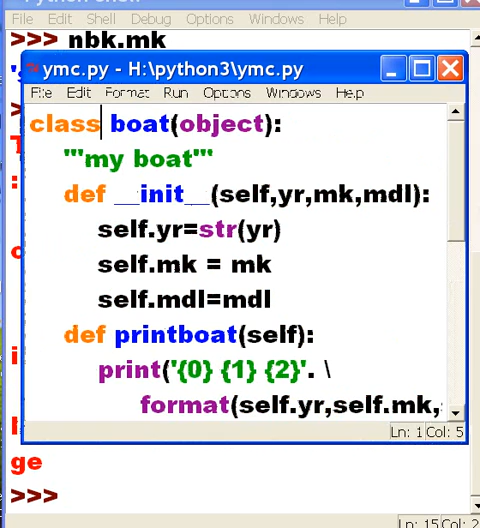 File Edit Shell Debug Options Windows Help
>>> nbk.mk
ymc.py - H:\python3\ymc.py
File Edit Format Run Options Windows Help
class boat(object):
'''my boat'''
def __init__(self,yr,mk,mdl):
self.yr=str(yr)
self.mk = mk
self.mdl=mdl
def printboat(self):
print('{0} {1} {2}'. \
format(self.yr,self.mk,
Ln: 1 Col: 5
ge
>>>
Ln: 15 Col: 2